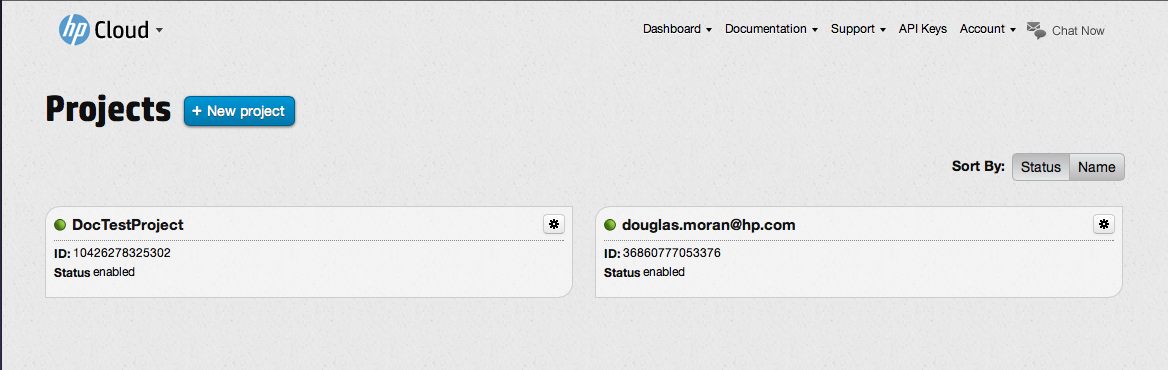 hp Cloud Dashboard Documentation Support API Keys Account Chat Now
Projects + New project
Sort By: Status Name
DocTestProject
ID: 10426278325302
Status enabled
douglas.moran@hp.com
ID: 36860777053376
Status enabled